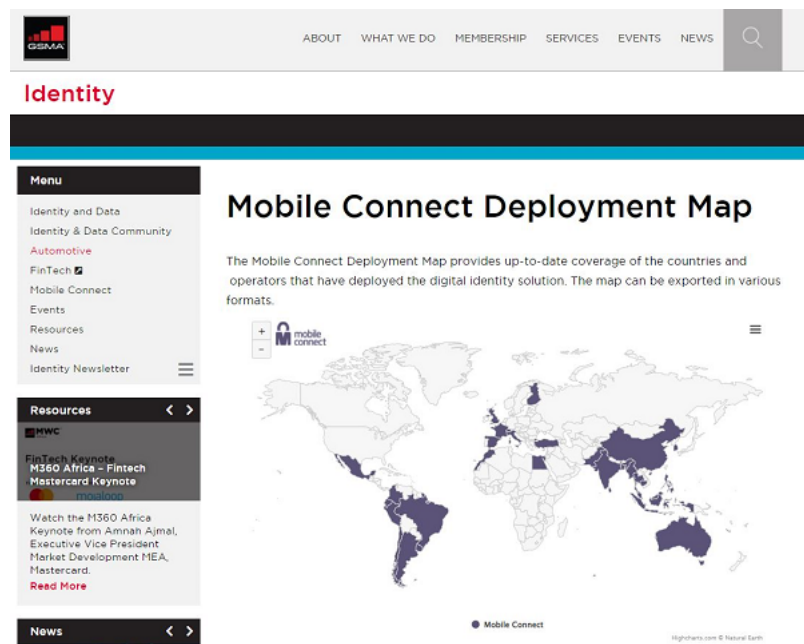 GSMA
ABOUT WHAT WE DO MEMBERSHIP SERVICES EVENTS NEWS
Identity
Menu
Identity and Data
Identity & Data Community
Automotive
FinTech
Mobile Connect
Events
Resources
News
Identity Newsletter
Mobile Connect Deployment Map
The Mobile Connect Deployment Map provides up-to-date coverage of the countries and
operators that have deployed the digital identity solution. The map can be exported in various
formats.
+
−
mobile
connect
Resources
MWC
FinTech Keynote
M360 Africa – Fintech
Mastercard Keynote
mojaloop
Watch the M360 Africa
Keynote from Amnah Ajmal,
Executive Vice President
Market Development MEA,
Mastercard.
Read More
News
Mobile Connect
Highcharts.com © Natural Earth